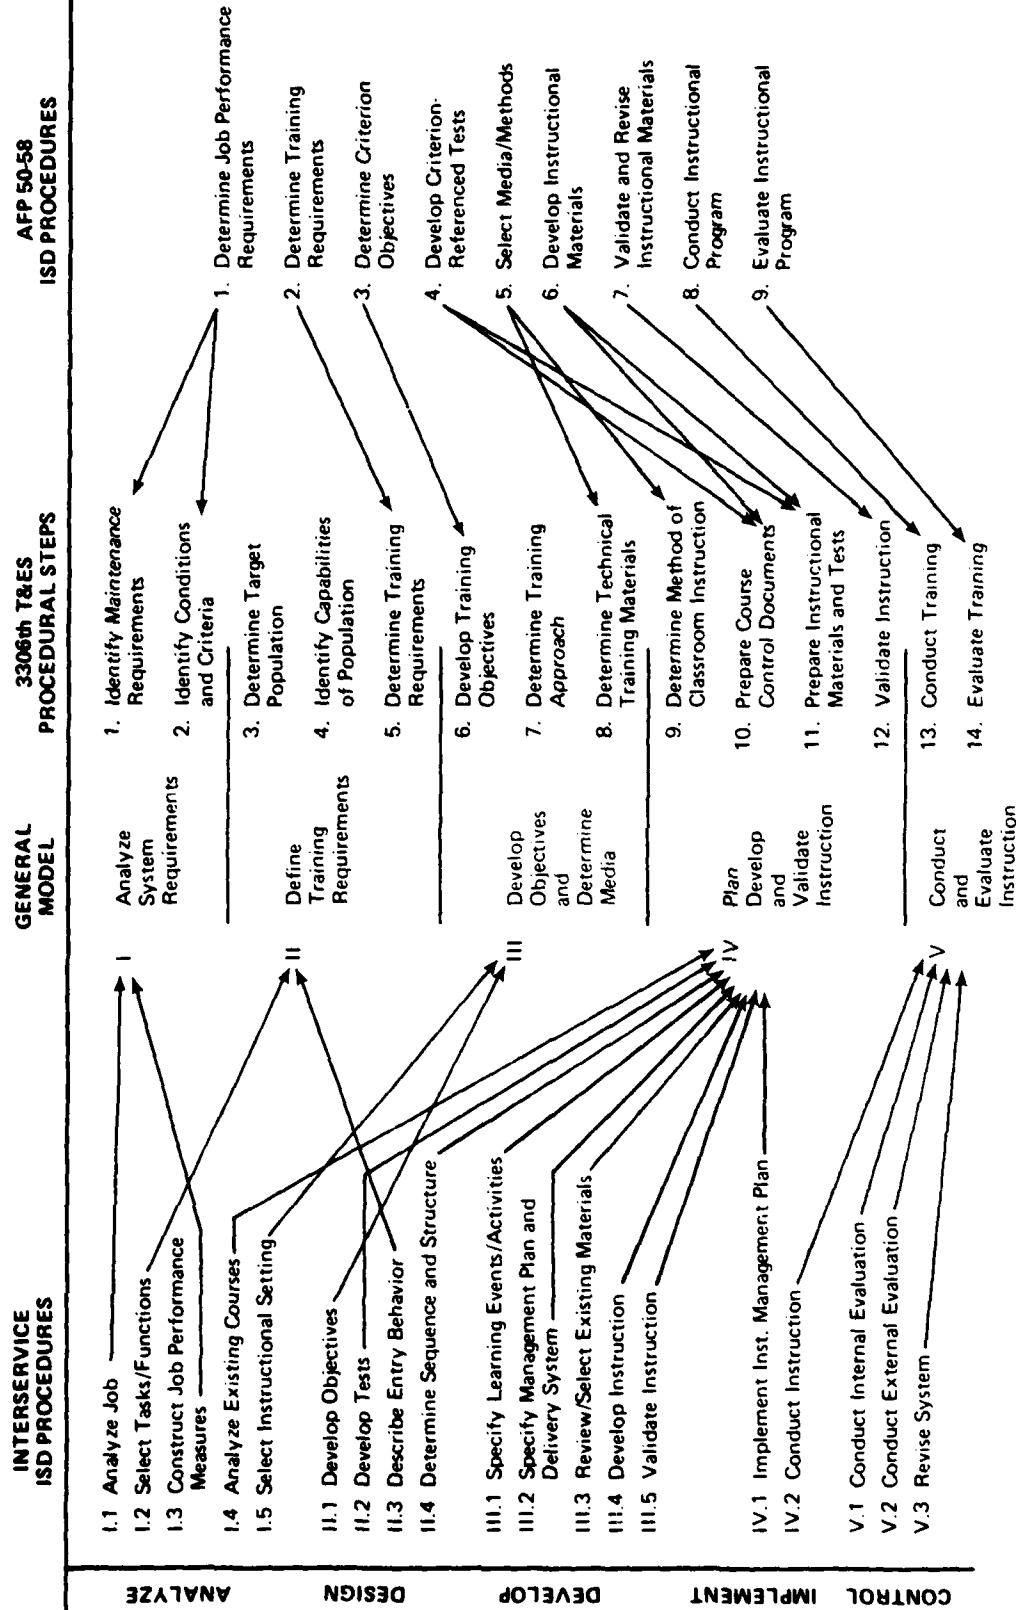 INTERSERVICE
ISD PROCEDURES
I.1 Analyze Job
I.2 Select Tasks/Functions
I.3 Construct Job Performance
Measures
I.4 Analyze Existing Courses
I.5 Select Instructional Setting
II.1 Develop Objectives
II.2 Develop Tests
II.3 Describe Entry Behavior
II.4 Determine Sequence and Structure
III.1 Specify Learning Events/Activities
III.2 Specify Management Plan and
Delivery System
III.3 Review/Select Existing Materials
III.4 Develop Instruction
III.5 Validate Instruction
IV.1 Implement Inst. Management Plan
IV.2 Conduct Instruction
V.1 Conduct Internal Evaluation
V.2 Conduct External Evaluation
V.3 Revise System
ANALYZE
DESIGN
DEVELOP
IMPLEMENT
CONTROL
GENERAL
MODEL
I
Analyze
System
Requirements
II
Define
Training
Requirements
III
Develop
Objectives
and
Determine
Media
IV
Plan
Develop
and
Validate
Instruction
V
Conduct
and
Evaluate
Instruction
3306th T&ES
PROCEDURAL STEPS
1. Identify Maintenance
Requirements
2. Identify Conditions
and Criteria
3. Determine Target
Population
4. Identify Capabilities
of Population
5. Determine Training
Requirements
6. Develop Training
Objectives
7. Determine Training
Approach
8. Determine Technical
Training Materials
9. Determine Method of
Classroom Instruction
10. Prepare Course
Control Documents
11. Prepare Instructional
Materials and Tests
12. Validate Instruction
13. Conduct Training
14. Evaluate Training
AFP 50-58
ISD PROCEDURES
1. Determine Job Performance
Requirements
2. Determine Training
Requirements
3. Determine Criterion
Objectives
4. Develop Criterion-
Referenced Tests
5. Select Media/Methods
6. Develop Instructional
Materials
7. Validate and Revise
Instructional Materials
8. Conduct Instructional
Program
9. Evaluate Instructional
Program